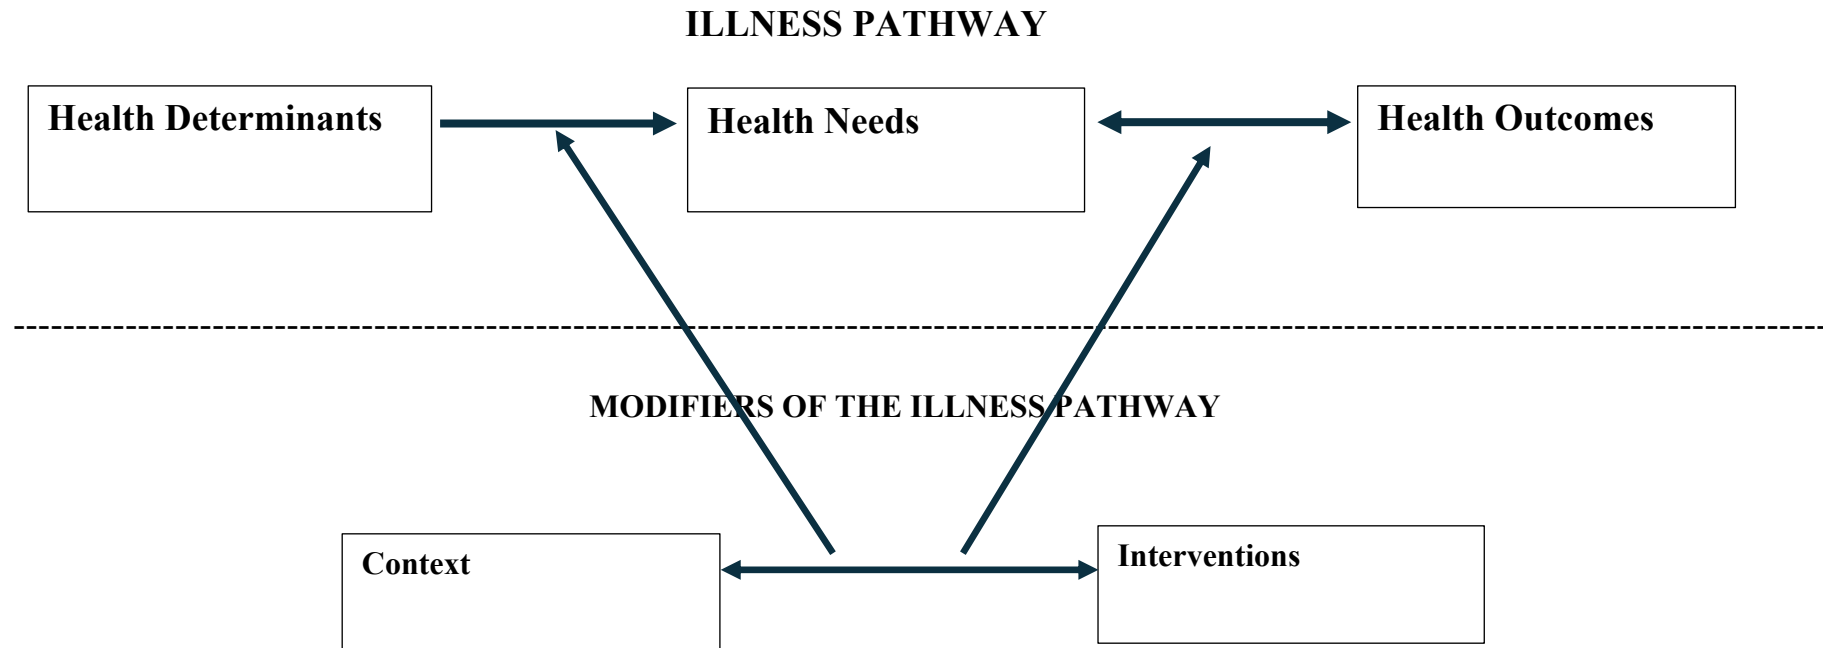 ILLNESS PATHWAY
Health Determinants
Health Needs
Health Outcomes
MODIFIERS OF THE ILLNESS PATHWAY
Context
Interventions